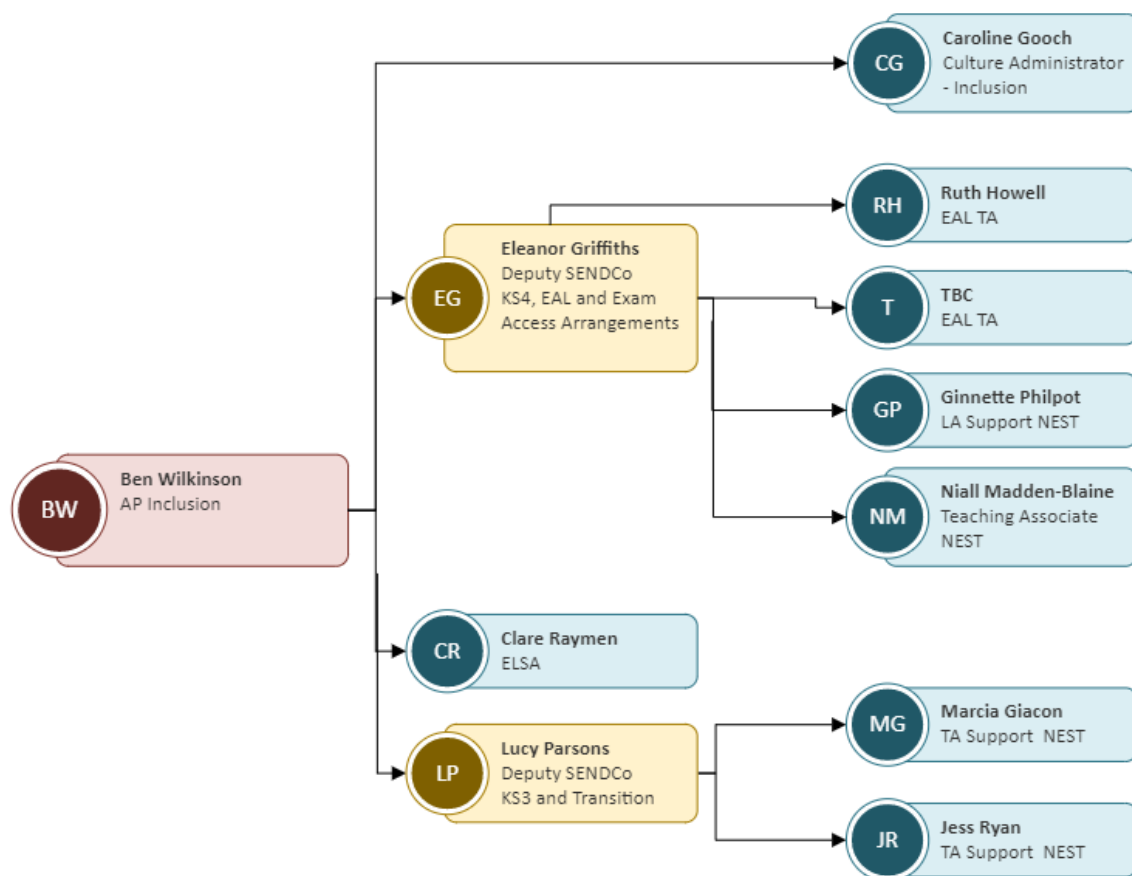 CG
Caroline Gooch
Culture Administrator
- Inclusion
RH
Ruth Howell
EAL TA
EG
Eleanor Griffiths
Deputy SENDCo
KS4, EAL and Exam
Access Arrangements
T
TBC
EAL TA
GP
Ginnette Philpot
LA Support NEST
BW
Ben Wilkinson
AP Inclusion
NM
Niall Madden-Blaine
Teaching Associate
NEST
CR
Clare Raymen
ELSA
MG
Marcia Giacon
TA Support NEST
LP
Lucy Parsons
Deputy SENDCo
KS3 and Transition
JR
Jess Ryan
TA Support NEST